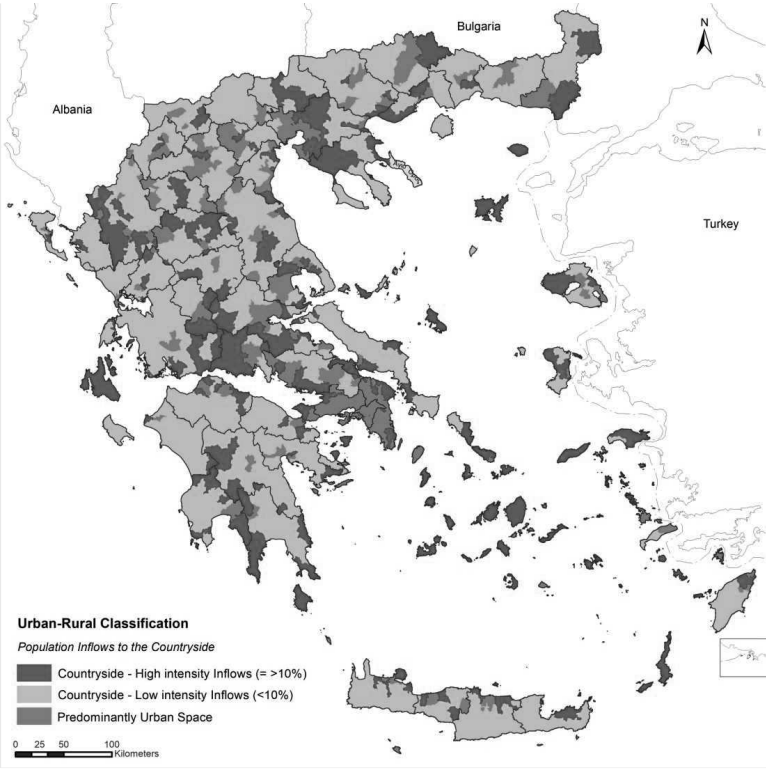 Bulgaria
N
Albania
Turkey
Urban-Rural Classification
Population Inflows to the Countryside
Countryside - High intensity Inflows (= >10%)
Countryside - Low intensity Inflows (<10%)
Predominantly Urban Space
0 25 50 100
Kilometers